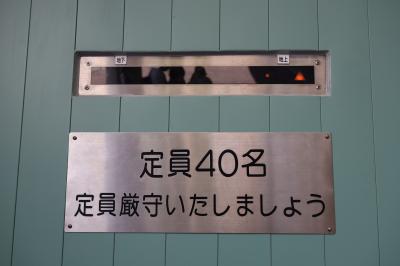 地下 地上
定員40名
定員厳守いたしましょう